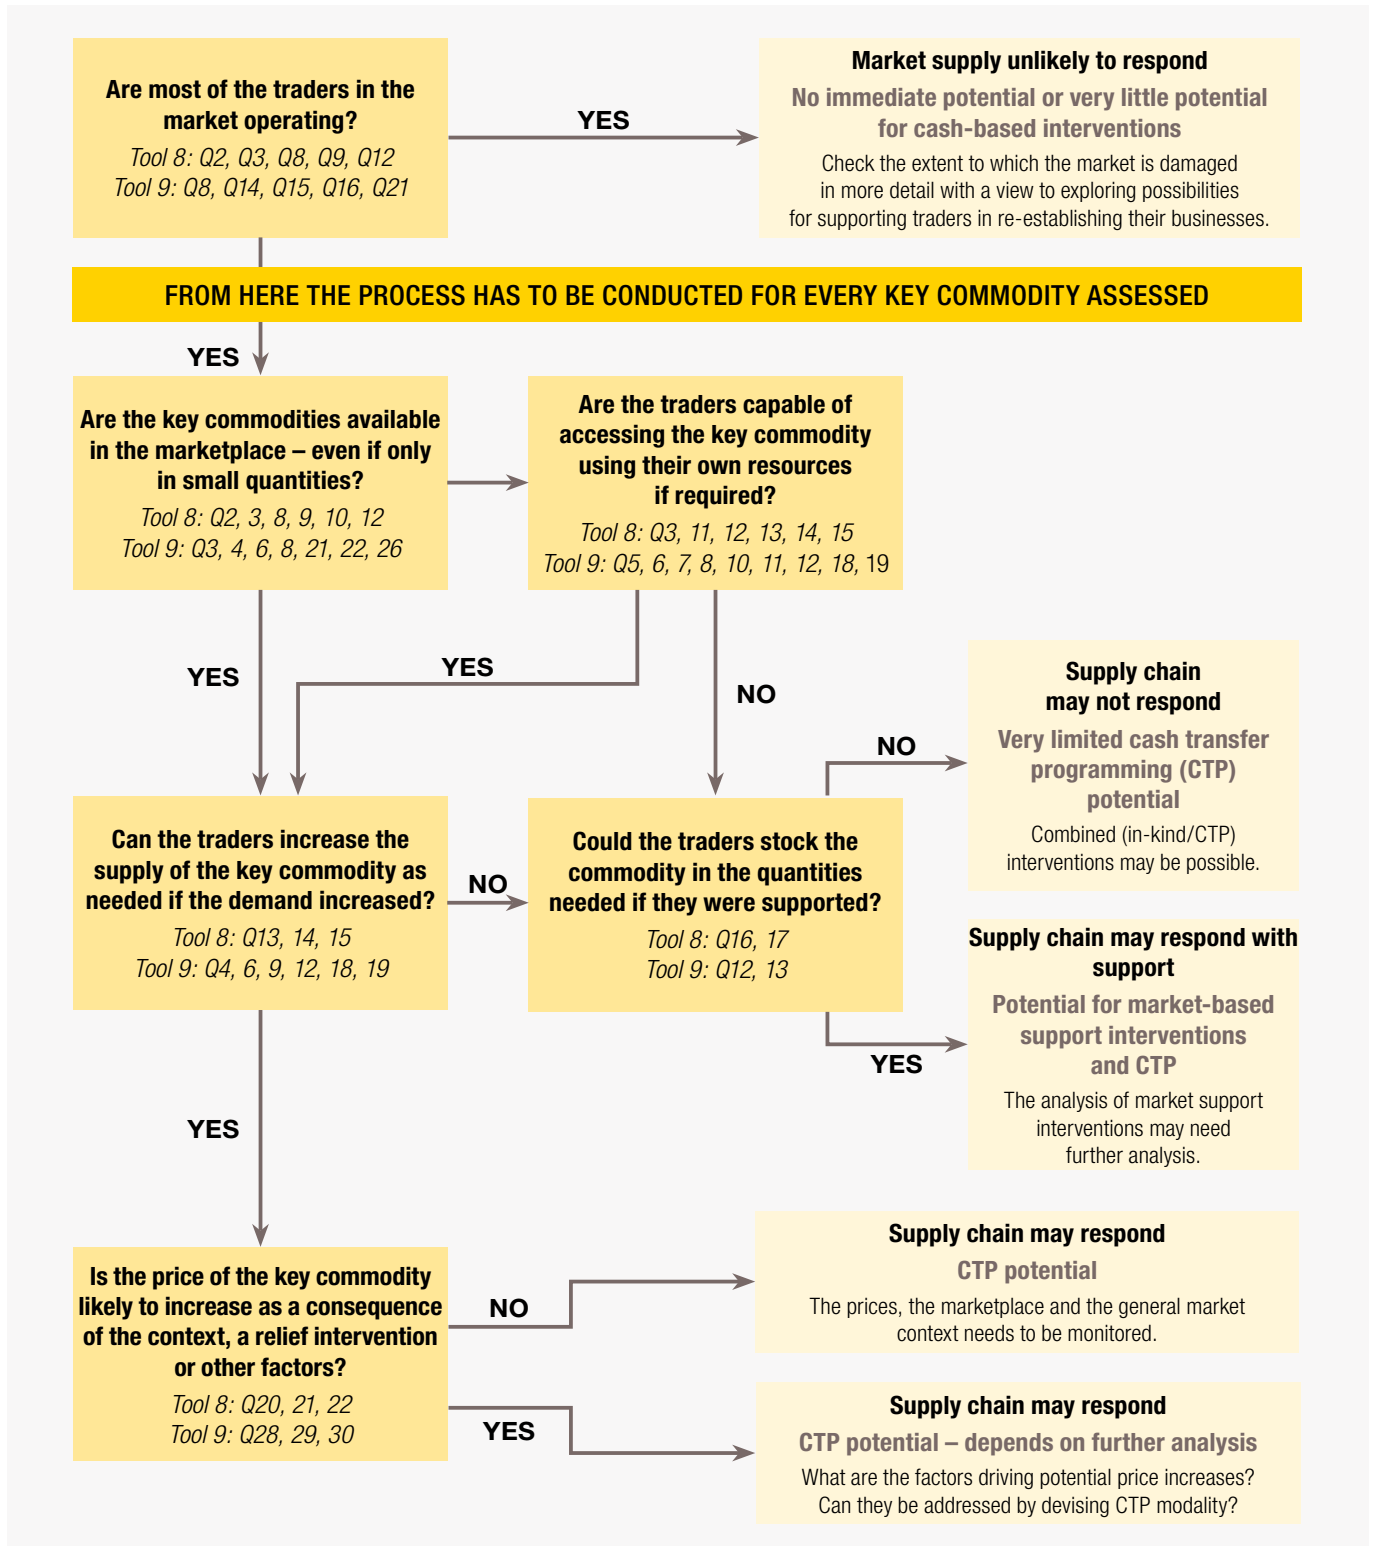 Are most of the traders in the
market operating?
Tool 8: Q2, Q3, Q8, Q9, Q12
Tool 9: Q8, Q14, Q15, Q16, Q21
YES
Market supply unlikely to respond
No immediate potential or very little potential
for cash-based interventions
Check the extent to which the market is damaged
in more detail with a view to exploring possibilities
for supporting traders in re-establishing their businesses.
FROM HERE THE PROCESS HAS TO BE CONDUCTED FOR EVERY KEY COMMODITY ASSESSED
YES
Are the key commodities available
in the marketplace – even if only
in small quantities?
Tool 8: Q2, 3, 8, 9, 10, 12
Tool 9: Q3, 4, 6, 8, 21, 22, 26
Are the traders capable of
accessing the key commodity
using their own resources
if required?
Tool 8: Q3, 11, 12, 13, 14, 15
Tool 9: Q5, 6, 7, 8, 10, 11, 12, 18, 19
YES
YES
NO
NO
Supply chain
may not respond
Very limited cash transfer
programming (CTP)
potential
Combined (in-kind/CTP)
interventions may be possible.
Can the traders increase the
supply of the key commodity as
needed if the demand increased?
Tool 8: Q13, 14, 15
Tool 9: Q4, 6, 9, 12, 18, 19
NO
Could the traders stock the
commodity in the quantities
needed if they were supported?
Tool 8: Q16, 17
Tool 9: Q12, 13
YES
Supply chain may respond with
support
Potential for market-based
support interventions
and CTP
The analysis of market support
interventions may need
further analysis.
YES
Is the price of the key commodity
likely to increase as a consequence
of the context, a relief intervention
or other factors?
Tool 8: Q20, 21, 22
Tool 9: Q28, 29, 30
NO
Supply chain may respond
CTP potential
The prices, the marketplace and the general market
context needs to be monitored.
YES
Supply chain may respond
CTP potential – depends on further analysis
What are the factors driving potential price increases?
Can they be addressed by devising CTP modality?